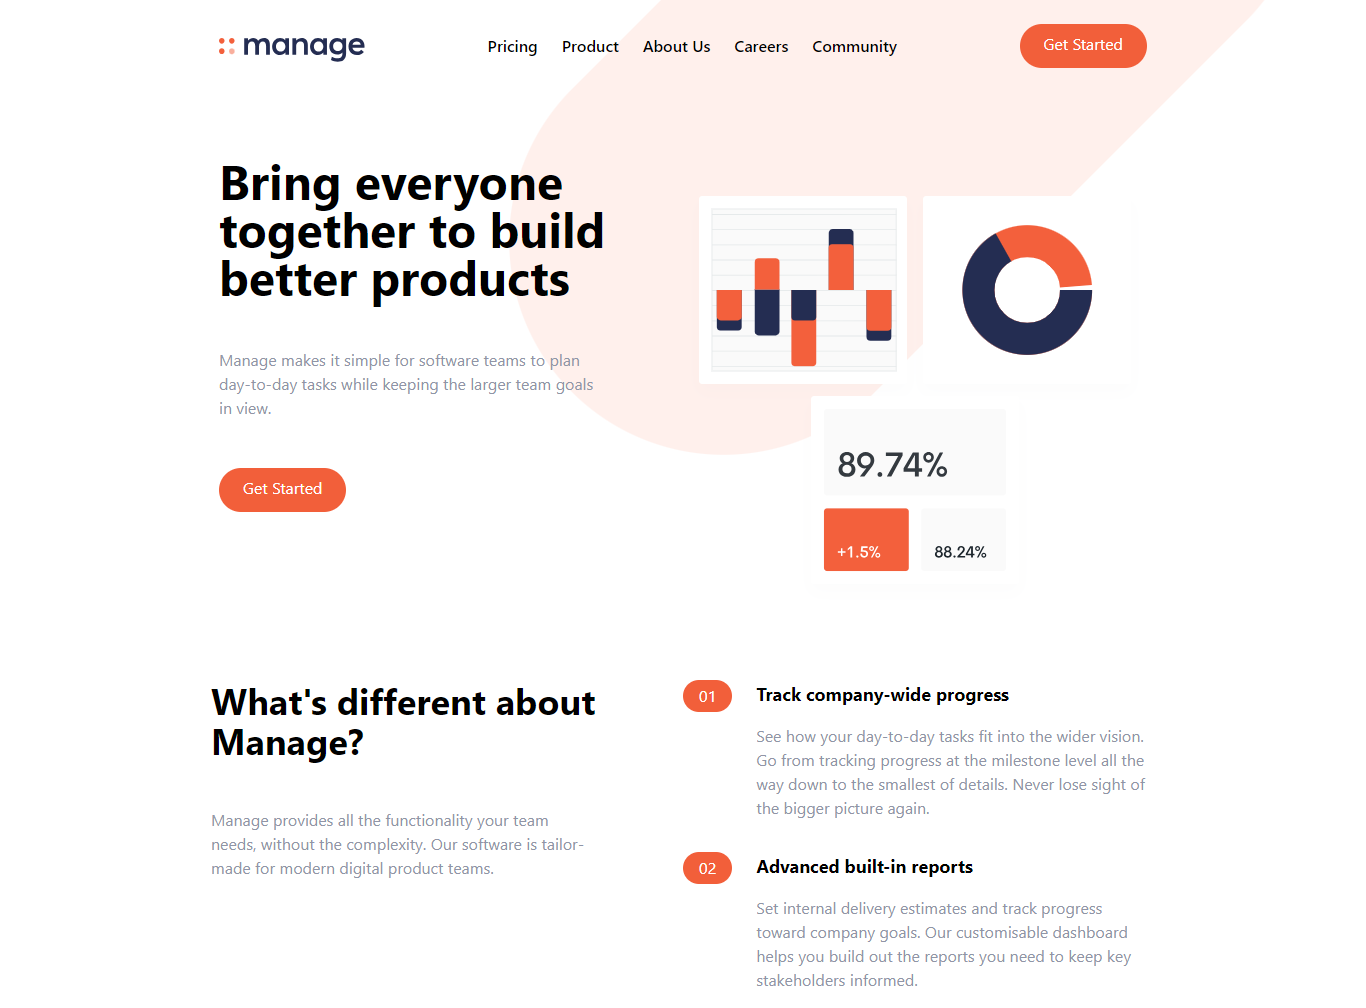 manage
Pricing
Product
About Us
Careers
Community
Get Started
Bring everyone
together to build
better products
Manage makes it simple for software teams to plan
day-to-day tasks while keeping the larger team goals
in view.
Get Started
89.74%
+1.5%
88.24%
What's different about
Manage?
Manage provides all the functionality your team
needs, without the complexity. Our software is tailor-
made for modern digital product teams.
01
Track company-wide progress
See how your day-to-day tasks fit into the wider vision.
Go from tracking progress at the milestone level all the
way down to the smallest of details. Never lose sight of
the bigger picture again.
02
Advanced built-in reports
Set internal delivery estimates and track progress
toward company goals. Our customisable dashboard
helps you build out the reports you need to keep key
stakeholders informed.